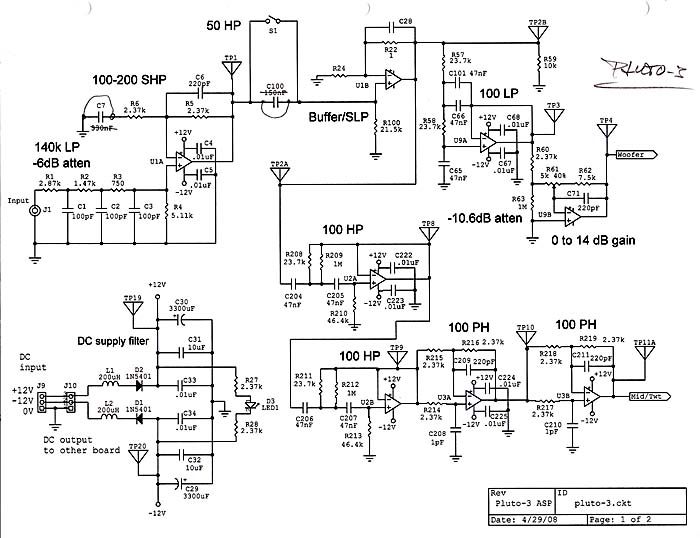 50 HP
S1
C28
R22
1
R24
U1B
TP2B
R57
23.7k
R59
10k
PLUTO-3
100-200 SHP
C6
220pF
TP1
C7
330nF
R6
2.37k
R5
2.37k
C100
150nF
Buffer/SLP
R100
21.5k
C101 47nF
C66
47nF
100 LP
R58
23.7k
C65
47nF
U9A
+12V
C68
.01uF
C67
.01uF
-12V
TP3
TP4
R60
2.37k
Woofer
140k LP
-6dB atten
U1A
+12V
C4
.01uF
C5
.01uF
-12V
R1
2.87k
R2
1.47k
R3
750
Input
J1
C1
100pF
C2
100pF
C3
100pF
R4
5.11k
TP2A
R61
5k 40k
R62
7.5k
C71
220pF
R63
1M
U9B
-10.6dB atten
0 to 14 dB gain
100 HP
TP8
R208
23.7k
R209
1M
U2A
+12V
C222
.01uF
C223
.01uF
-12V
C204
47nF
C205
47nF
R210
46.4k
+12V
TP19
C30
3300uF
DC supply filter
C31
10uF
DC
input
J9
J10
+12V
-12V
0V
L1
200uH
D2
1N5401
L2
200uH
D1
1N5401
C33
.01uF
C34
.01uF
R27
2.37k
D3
LED1
R28
2.37k
DC output
to other board
TP20
C32
10uF
C29
3300uF
-12V
100 HP
TP9
R211
23.7k
R212
1M
U2B
+12V
-12V
C206
47nF
C207
47nF
R213
46.4k
100 PH
R215
2.37k
R216 2.37k
C209
220pF
R214
2.37k
U3A
+12V
C224
.01uF
C225
.01uF
-12V
C208
1pF
TP10
100 PH
R218
2.37k
R219 2.37k
C211
220pF
TP11A
R217
2.37k
U3B
+12V
-12V
C210
1pF
Mid/Twt
Rev
Pluto-3 ASP
ID
pluto-3.ckt
Date: 4/29/08
Page: 1 of 2